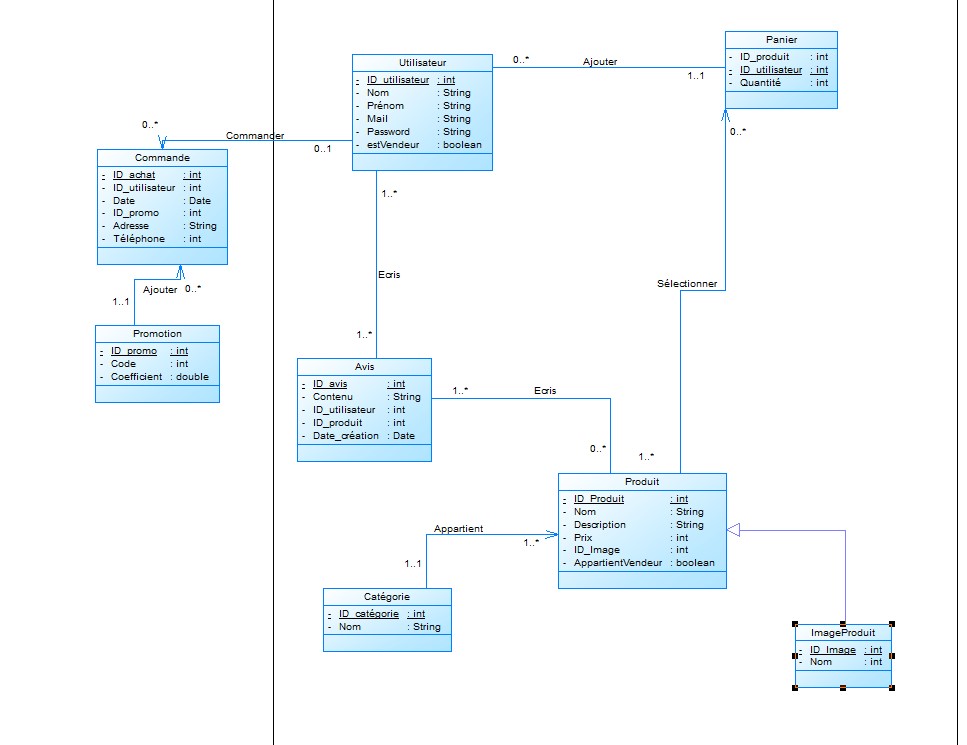 Panier
- ID_produit : int
- ID_utilisateur : int
- Quantité : int
Utilisateur
- ID_utilisateur : int
- Nom : String
- Prénom : String
- Mail : String
- Password : String
- estVendeur : boolean
0..*
Ajouter
1..1
0..*
Commander
0..1
0..*
Commande
- ID_achat : int
- ID_utilisateur : int
- Date : Date
- ID_promo : int
- Adresse : String
- Téléphone : int
1..*
Ecris
1..*
Sélectionner
Ajouter
0..*
1..1
Promotion
- ID_promo : int
- Code : int
- Coefficient : double
Avis
- ID_avis : int
- Contenu : String
- ID_utilisateur : int
- ID_produit : int
- Date_création : Date
1..*
Ecris
0..*
1..*
Produit
- ID_Produit : int
- Nom : String
- Description : String
- Prix : int
- ID_Image : int
- AppartientVendeur : boolean
Appartient
1..*
1..1
Catégorie
- ID_catégorie : int
- Nom : String
ImageProduit
- ID_Image : int
- Nom : int